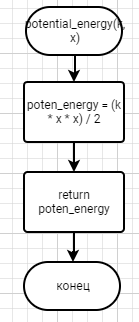 potential_energy(k,
x)
poten_energy = (k
* x * x) / 2
return
poten_energy
конец